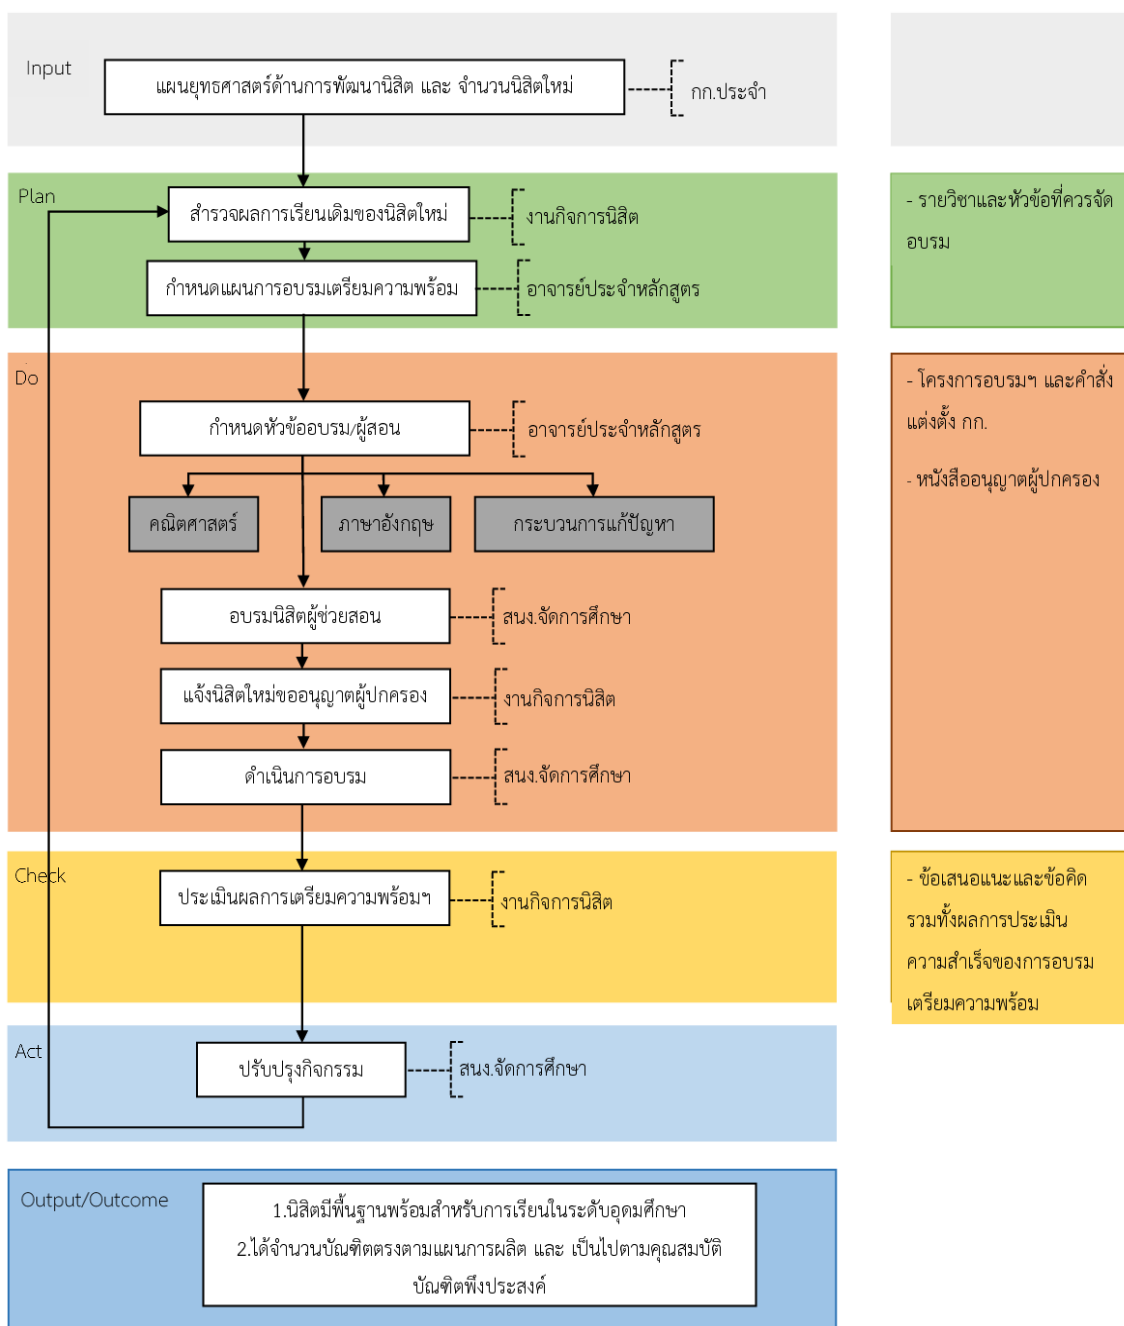 Input
แผนยุทธศาสตร์ด้านการพัฒนานิสิต และ จำนวนนิสิตใหม่
กก.ประจำ
Plan
สำรวจผลการเรียนเดิมของนิสิตใหม่
งานกิจการนิสิต
กำหนดแผนการอบรมเตรียมความพร้อม
อาจารย์ประจำหลักสูตร
- รายวิชาและหัวข้อที่ควรจัด
อบรม
Do
กำหนดหัวข้ออบรม/ผู้สอน
อาจารย์ประจำหลักสูตร
คณิตศาสตร์
ภาษาอังกฤษ
กระบวนการแก้ปัญหา
อบรมนิสิตผู้ช่วยสอน
สนง.จัดการศึกษา
แจ้งนิสิตใหม่ขออนุญาตผู้ปกครอง
งานกิจการนิสิต
ดำเนินการอบรม
สนง.จัดการศึกษา
- โครงการอบรมฯ และคำสั่ง
แต่งตั้ง กก.
- หนังสืออนุญาตผู้ปกครอง
Check
ประเมินผลการเตรียมความพร้อมฯ
งานกิจการนิสิต
- ข้อเสนอแนะและข้อคิด
รวมทั้งผลการประเมิน
ความสำเร็จของการอบรม
เตรียมความพร้อม
Act
ปรับปรุงกิจกรรม
สนง.จัดการศึกษา
Output/Outcome
1.นิสิตมีพื้นฐานพร้อมสำหรับการเรียนในระดับอุดมศึกษา
2.ได้จำนวนบัณฑิตตรงตามแผนการผลิต และ เป็นไปตามคุณสมบัติ
บัณฑิตพึงประสงค์